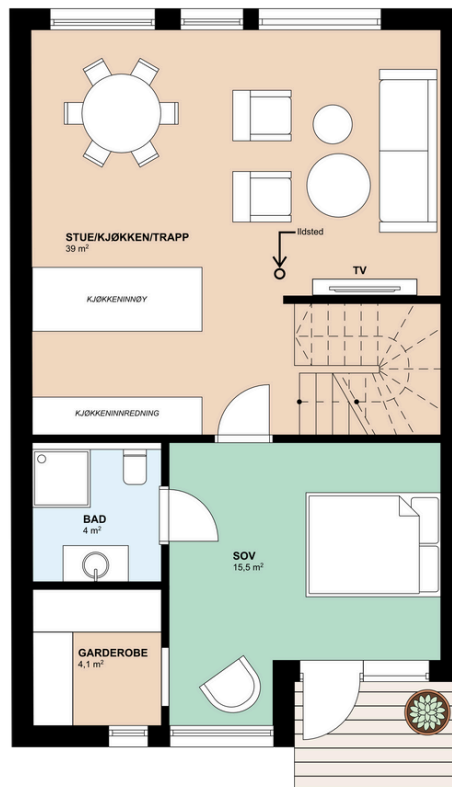 STUE/KJØKKEN/TRAPP
39 m²
Ildsted
TV
KJØKKENINNØY
KJØKKENINNREDNING
BAD
4 m²
SOV
15,5 m²
GARDEROBE
4,1 m²